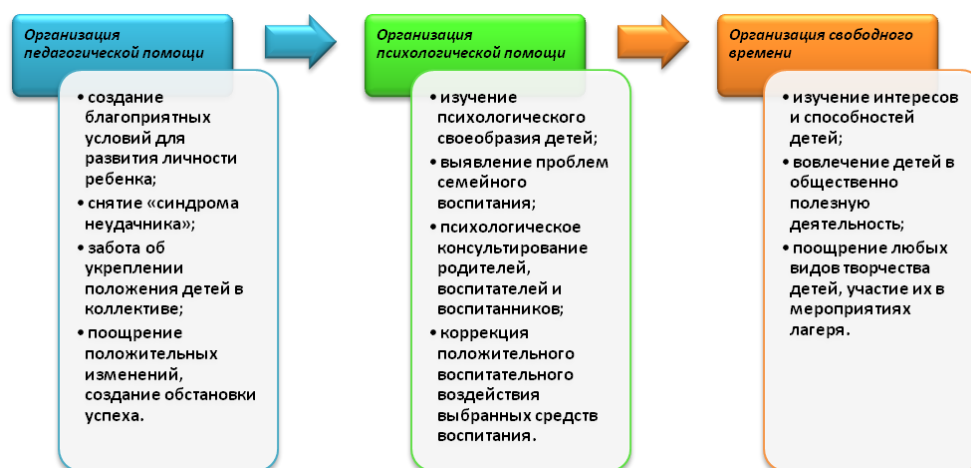 Организация
педагогической помощи
• создание
благоприятных
условий для
развития личности
ребенка;
• снятие «синдрома
неудачника»;
• забота об
укреплении
положения детей в
коллективе;
• поощрение
положительных
изменений,
создание обстановки
успеха.
Организация
психологической помощи
• изучение
психологического
своеобразия детей;
• выявление проблем
семейного
воспитания;
• психологическое
консультирование
родителей,
воспитателей и
воспитанников;
• коррекция
положительного
воспитательного
воздействия
выбранных средств
воспитания.
Организация свободного
времени
• изучение интересов
и способностей
детей;
• вовлечение детей в
общественно
полезную
деятельность;
• поощрение любых
видов творчества
детей, участие их в
мероприятиях
лагеря.